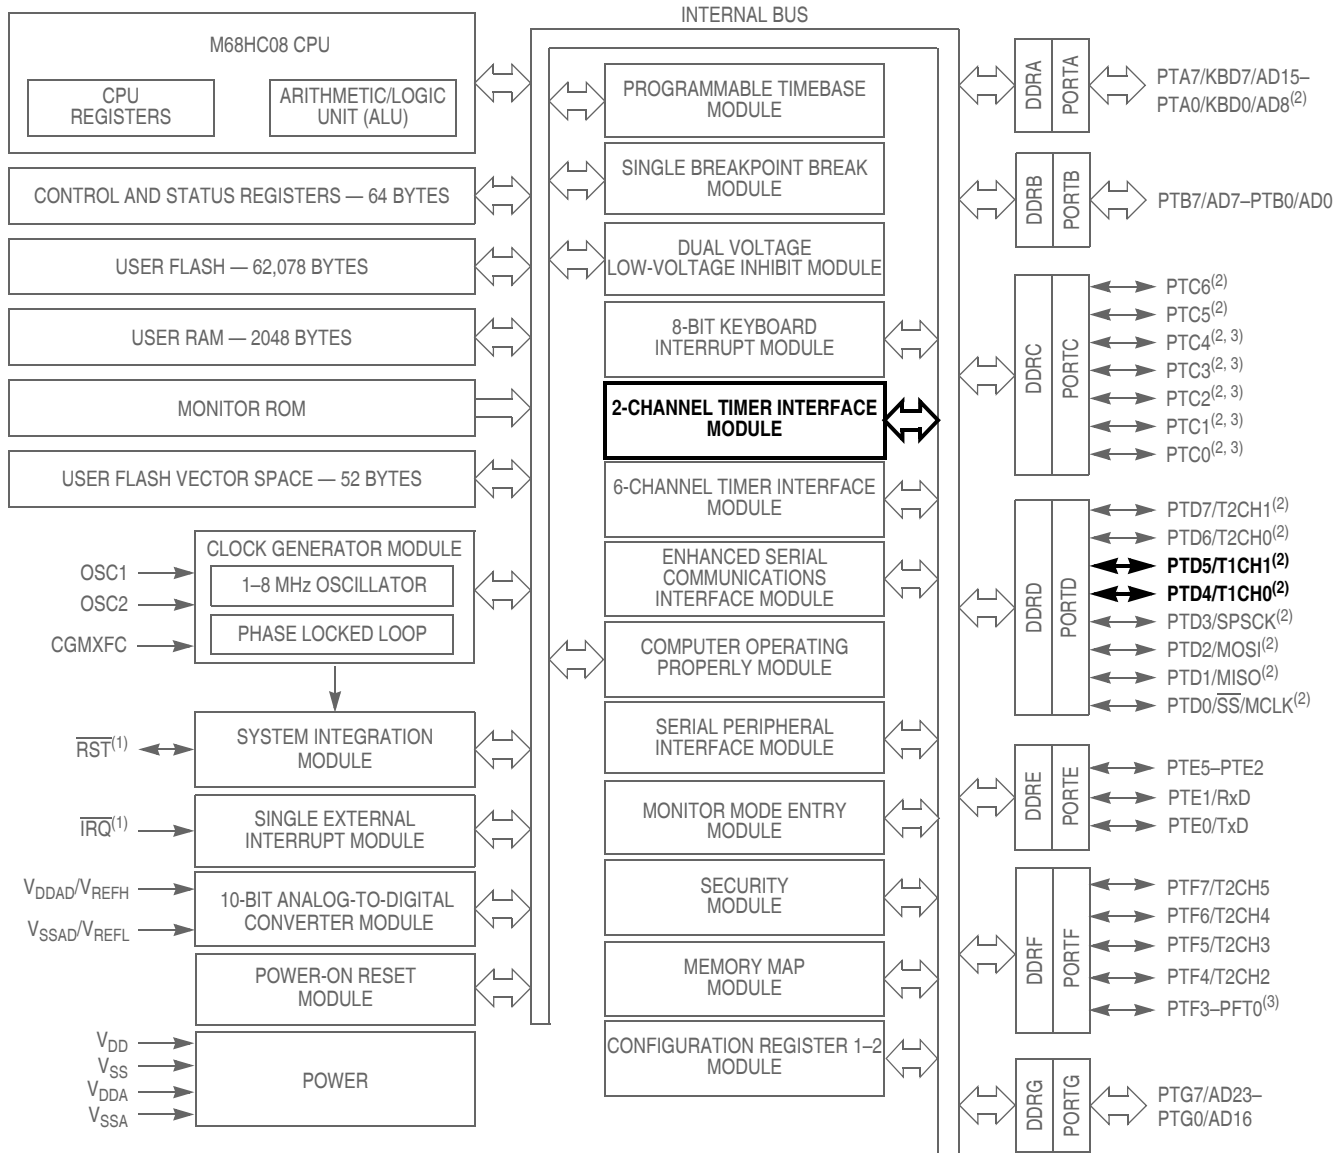 INTERNAL BUS
M68HC08 CPU
CPU
REGISTERS
ARITHMETIC/LOGIC
UNIT (ALU)
CONTROL AND STATUS REGISTERS — 64 BYTES
USER FLASH — 62,078 BYTES
USER RAM — 2048 BYTES
MONITOR ROM
USER FLASH VECTOR SPACE — 52 BYTES
CLOCK GENERATOR MODULE
1–8 MHz OSCILLATOR
PHASE LOCKED LOOP
OSC1
OSC2
CGMXFC
SYSTEM INTEGRATION
MODULE
RST(1)
SINGLE EXTERNAL
INTERRUPT MODULE
IRQ(1)
10-BIT ANALOG-TO-DIGITAL
CONVERTER MODULE
VDDAD/VREFH
VSSAD/VREFL
POWER-ON RESET
MODULE
POWER
VDD
VSS
VDDA
VSSA
PROGRAMMABLE TIMEBASE
MODULE
SINGLE BREAKPOINT BREAK
MODULE
DUAL VOLTAGE
LOW-VOLTAGE INHIBIT MODULE
8-BIT KEYBOARD
INTERRUPT MODULE
2-CHANNEL TIMER INTERFACE
MODULE
6-CHANNEL TIMER INTERFACE
MODULE
ENHANCED SERIAL
COMMUNICATIONS
INTERFACE MODULE
COMPUTER OPERATING
PROPERLY MODULE
SERIAL PERIPHERAL
INTERFACE MODULE
MONITOR MODE ENTRY
MODULE
SECURITY
MODULE
MEMORY MAP
MODULE
CONFIGURATION REGISTER 1–2
MODULE
DDRA
PORTA
PTA7/KBD7/AD15–
PTA0/KBD0/AD8(2)
DDRB
PORTB
PTB7/AD7–PTB0/AD0
DDRC
PORTC
PTC6(2)
PTC5(2)
PTC4(2, 3)
PTC3(2, 3)
PTC2(2, 3)
PTC1(2, 3)
PTC0(2, 3)
DDRD
PORTD
PTD7/T2CH1(2)
PTD6/T2CH0(2)
PTD5/T1CH1(2)
PTD4/T1CH0(2)
PTD3/SPSCK(2)
PTD2/MOSI(2)
PTD1/MISO(2)
PTD0/SS/MCLK(2)
DDRE
PORTE
PTE5–PTE2
PTE1/RxD
PTE0/TxD
DDRF
PORTF
PTF7/T2CH5
PTF6/T2CH4
PTF5/T2CH3
PTF4/T2CH2
PTF3–PFT0(3)
DDRG
PORTG
PTG7/AD23–
PTG0/AD16